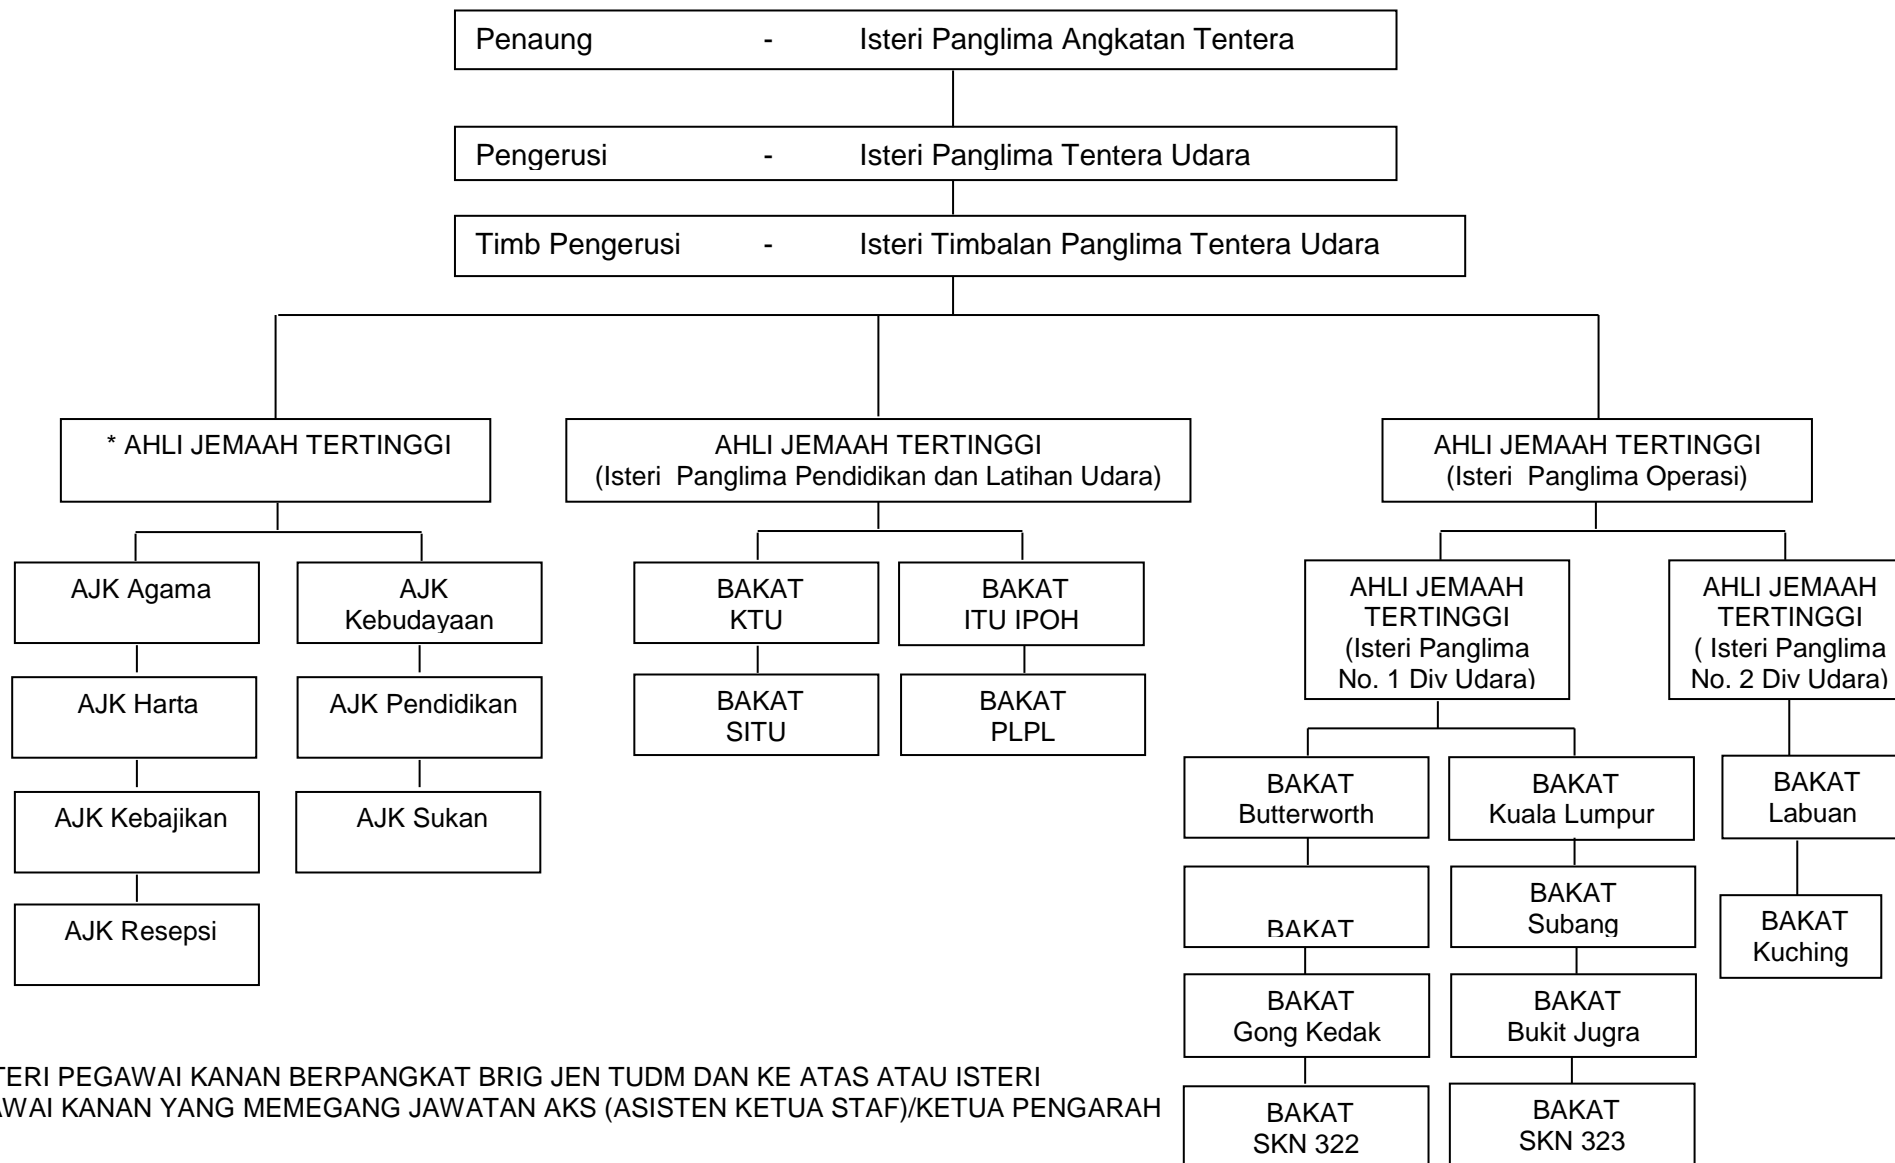 Penaung - Isteri Panglima Angkatan Tentera
Pengerusi - Isteri Panglima Tentera Udara
Timb Pengerusi - Isteri Timbalan Panglima Tentera Udara
* AHLI JEMAAH TERTINGGI
AJK Agama
AJK
Kebudayaan
AJK Harta
AJK Pendidikan
AJK Kebajikan
AJK Sukan
AJK Resepsi
AHLI JEMAAH TERTINGGI
(Isteri Panglima Pendidikan dan Latihan Udara)
BAKAT
KTU
BAKAT
ITU IPOH
BAKAT
SITU
BAKAT
PLPL
AHLI JEMAAH TERTINGGI
(Isteri Panglima Operasi)
AHLI JEMAAH
TERTINGGI
(Isteri Panglima
No. 1 Div Udara)
AHLI JEMAAH
TERTINGGI
( Isteri Panglima
No. 2 Div Udara)
BAKAT
Butterworth
BAKAT
Kuala Lumpur
BAKAT
Labuan
BAKAT
BAKAT
Subang
BAKAT
Kuching
BAKAT
Gong Kedak
BAKAT
Bukit Jugra
BAKAT
SKN 322
BAKAT
SKN 323
TERI PEGAWAI KANAN BERPANGKAT BRIG JEN TUDM DAN KE ATAS ATAU ISTERI
AWAI KANAN YANG MEMEGANG JAWATAN AKS (ASISTEN KETUA STAF)/KETUA PENGARAH